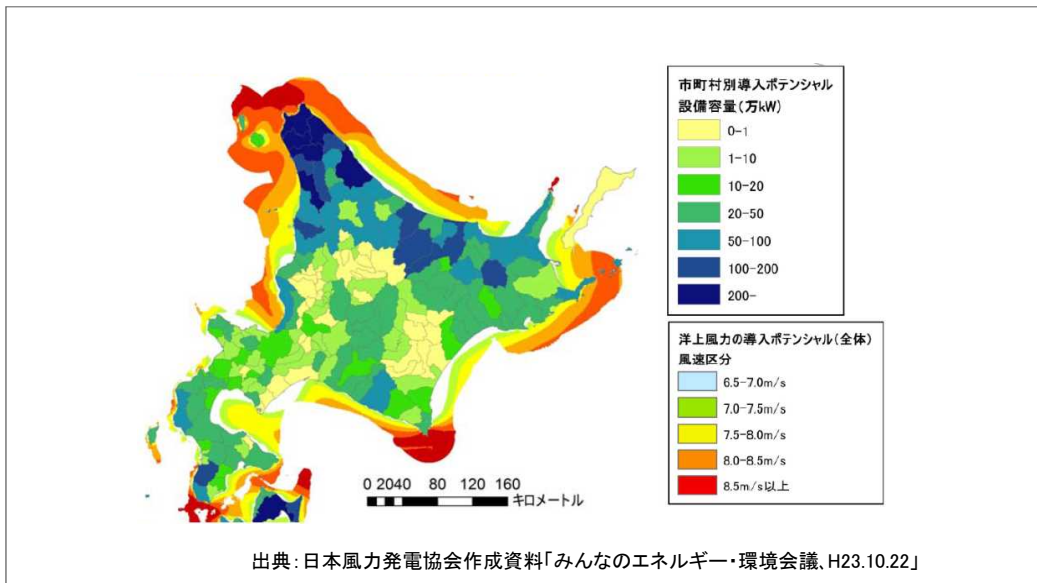 市町村別導入ポテンシャル
設備容量(万kW)
0-1
1-10
10-20
20-50
50-100
100-200
200-
洋上風力の導入ポテンシャル(全体)
風速区分
6.5-7.0m/s
7.0-7.5m/s
7.5-8.0m/s
8.0-8.5m/s
8.5m/s以上
0 2040 80 120 160
キロメートル
出典:日本風力発電協会作成資料「みんなのエネルギー・環境会議、H23.10.22」